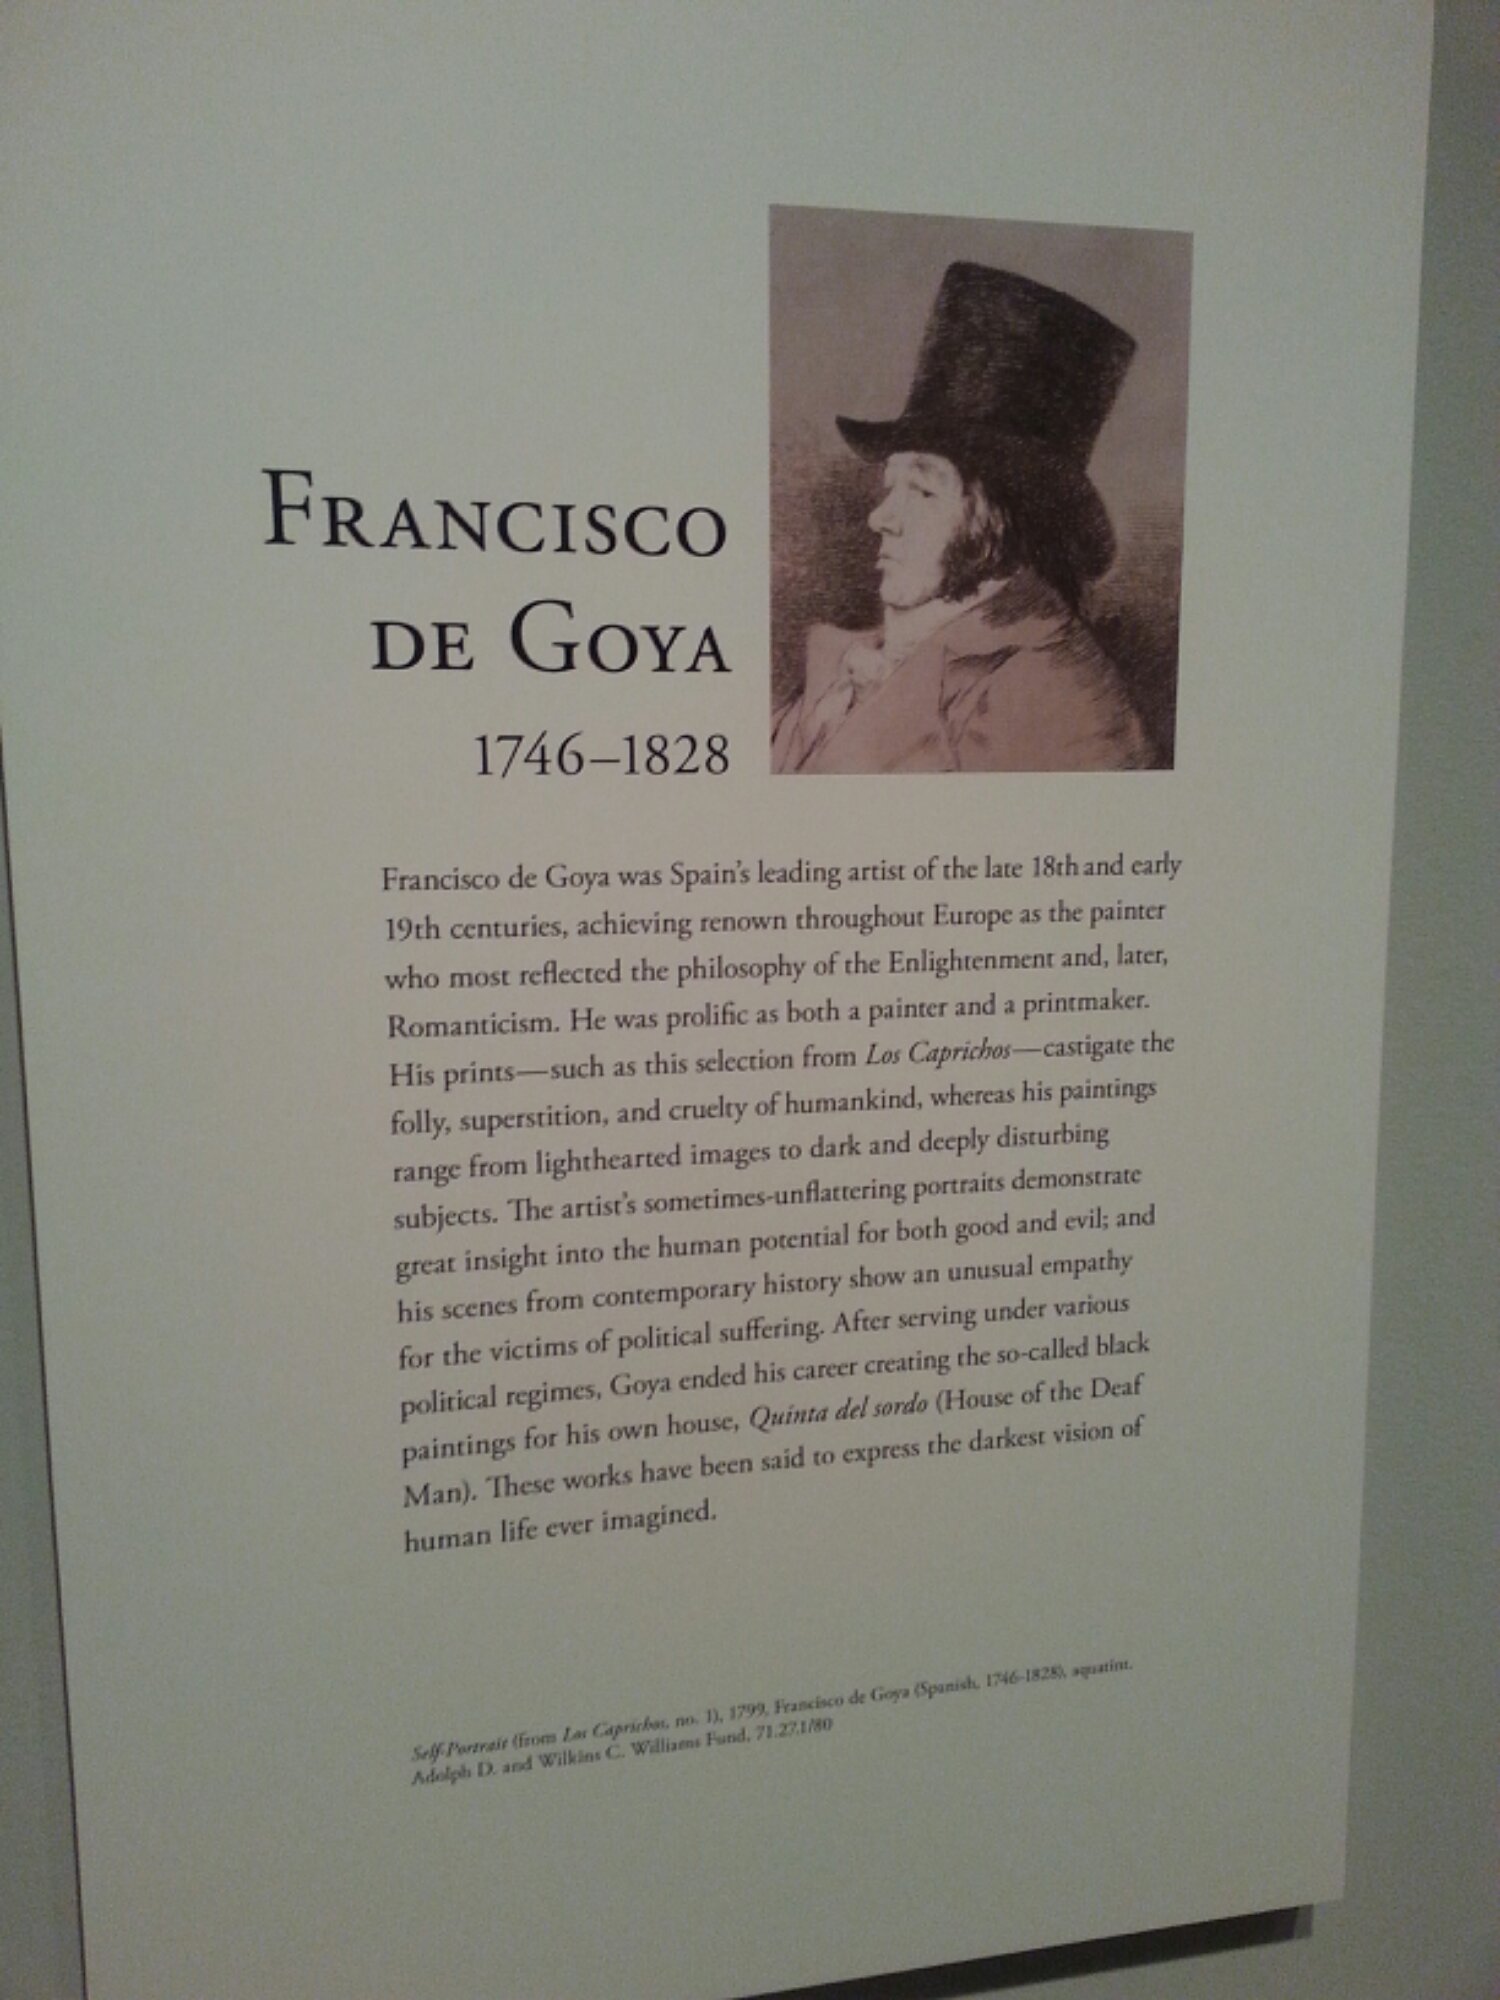 FRANCISCO
DE GOYA
1746–1828
Francisco de Goya was Spain's leading artist of the late 18th and early
19th centuries, achieving renown throughout Europe as the painter
who most reflected the philosophy of the Enlightenment and, later,
Romanticism. He was prolific as both a painter and a printmaker.
His prints—such as this selection from Los Caprichos—castigate the
folly, superstition, and cruelty of humankind, whereas his paintings
range from lighthearted images to dark and deeply disturbing
subjects. The artist's sometimes-unflattering portraits demonstrate
great insight into the human potential for both good and evil; and
his scenes from contemporary history show an unusual empathy
for the victims of political suffering. After serving under various
political regimes, Goya ended his career creating the so-called black
paintings for his own house, Quinta del sordo (House of the Deaf
Man). These works have been said to express the darkest vision of
human life ever imagined.
Self-Portrait (from Los Caprichos, no. 1), 1799, Francisco de Goya (Spanish, 1746-1828), aquatint.
Adolph D. and Wilkins C. Williams Fund, 71.27.1/80